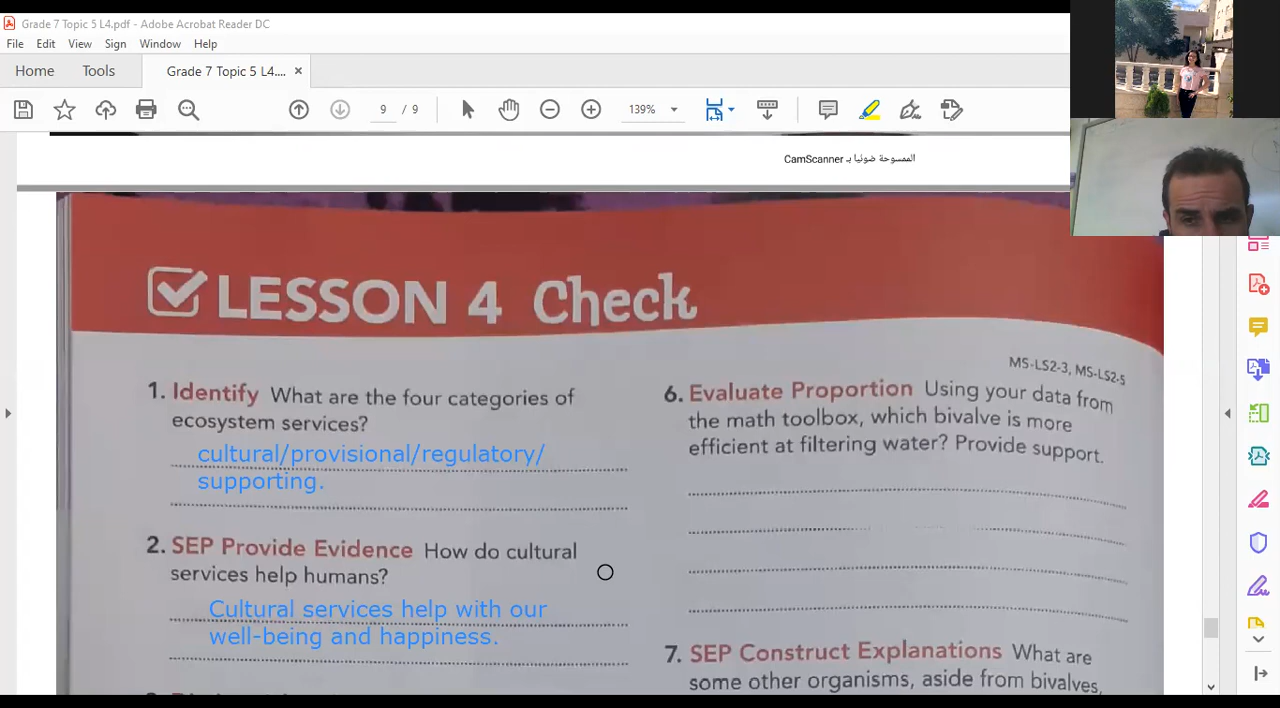 Grade 7 Topic 5 L4.pdf - Adobe Acrobat Reader DC
File Edit View Sign Window Help
Home Tools Grade 7 Topic 5 L4.... ×
9 / 9 139%
الممسوحة ضوئيا بـ CamScanner
LESSON 4 Check
MS-LS2-3, MS-LS2-5
1. Identify What are the four categories of
ecosystem services?
cultural/provisional/regulatory/
supporting.
2. SEP Provide Evidence How do cultural
services help humans?
Cultural services help with our
well-being and happiness.
6. Evaluate Proportion Using your data from
the math toolbox, which bivalve is more
efficient at filtering water? Provide support.
7. SEP Construct Explanations What are
some other organisms, aside from bivalves,